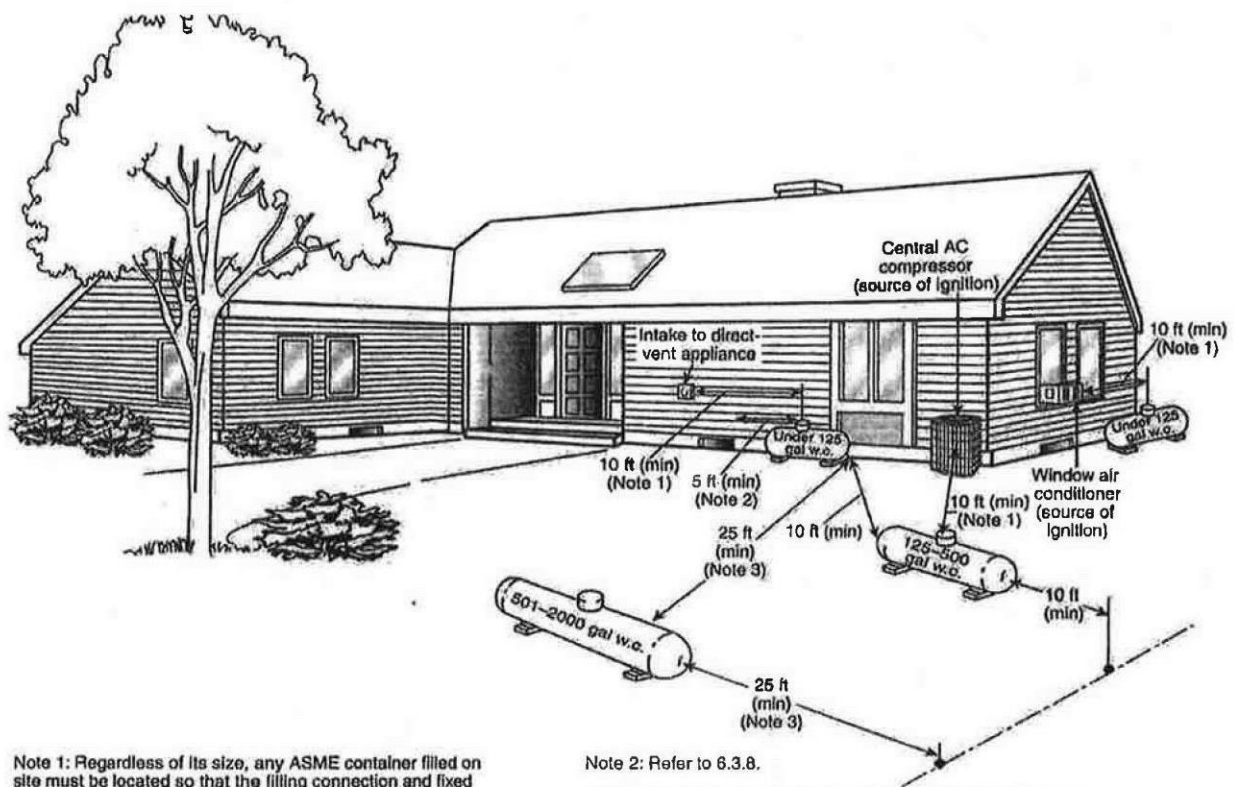 Central AC
compressor
(source of ignition)
10 ft (min)
(Note 1)
Intake to direct-
vent appliance
Under 125
gal w.c.
Under 125
gal w.c.
10 ft (min)
(Note 1)
5 ft (min)
(Note 2)
10 ft (min)
(Note 1)
Window air
conditioner
(source of
ignition)
25 ft
(min)
(Note 3)
10 ft (min)
125–500
gal w.c.
10 ft
(min)
501–2000 gal w.c.
25 ft
(min)
(Note 3)
Note 1: Regardless of its size, any ASME container filled on
site must be located so that the filling connection and fixed
Note 2: Refer to 6.3.8.